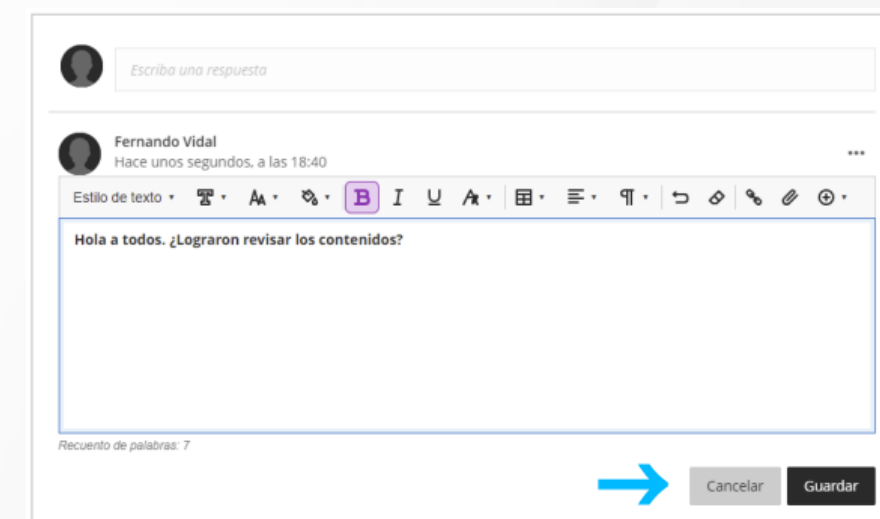 Escriba una respuesta
Fernando Vidal
Hace unos segundos, a las 18:40
Estilo de texto
Hola a todos. ¿Lograron revisar los contenidos?
Recuento de palabras: 7
Cancelar Guardar